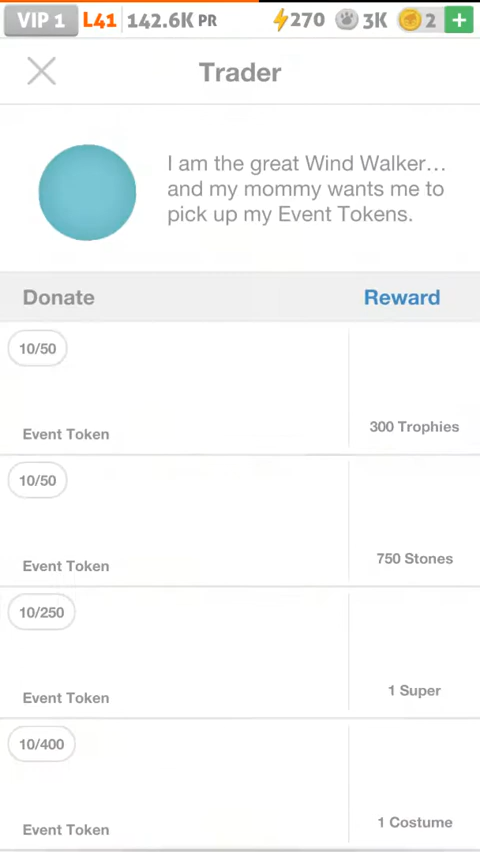 VIP 1 L41 142.6K PR 270 3K 2 +
Trader
I am the great Wind Walker...
and my mommy wants me to
pick up my Event Tokens.
Donate Reward
10/50
Event Token 300 Trophies
10/50
Event Token 750 Stones
10/250
Event Token 1 Super
10/400
Event Token 1 Costume